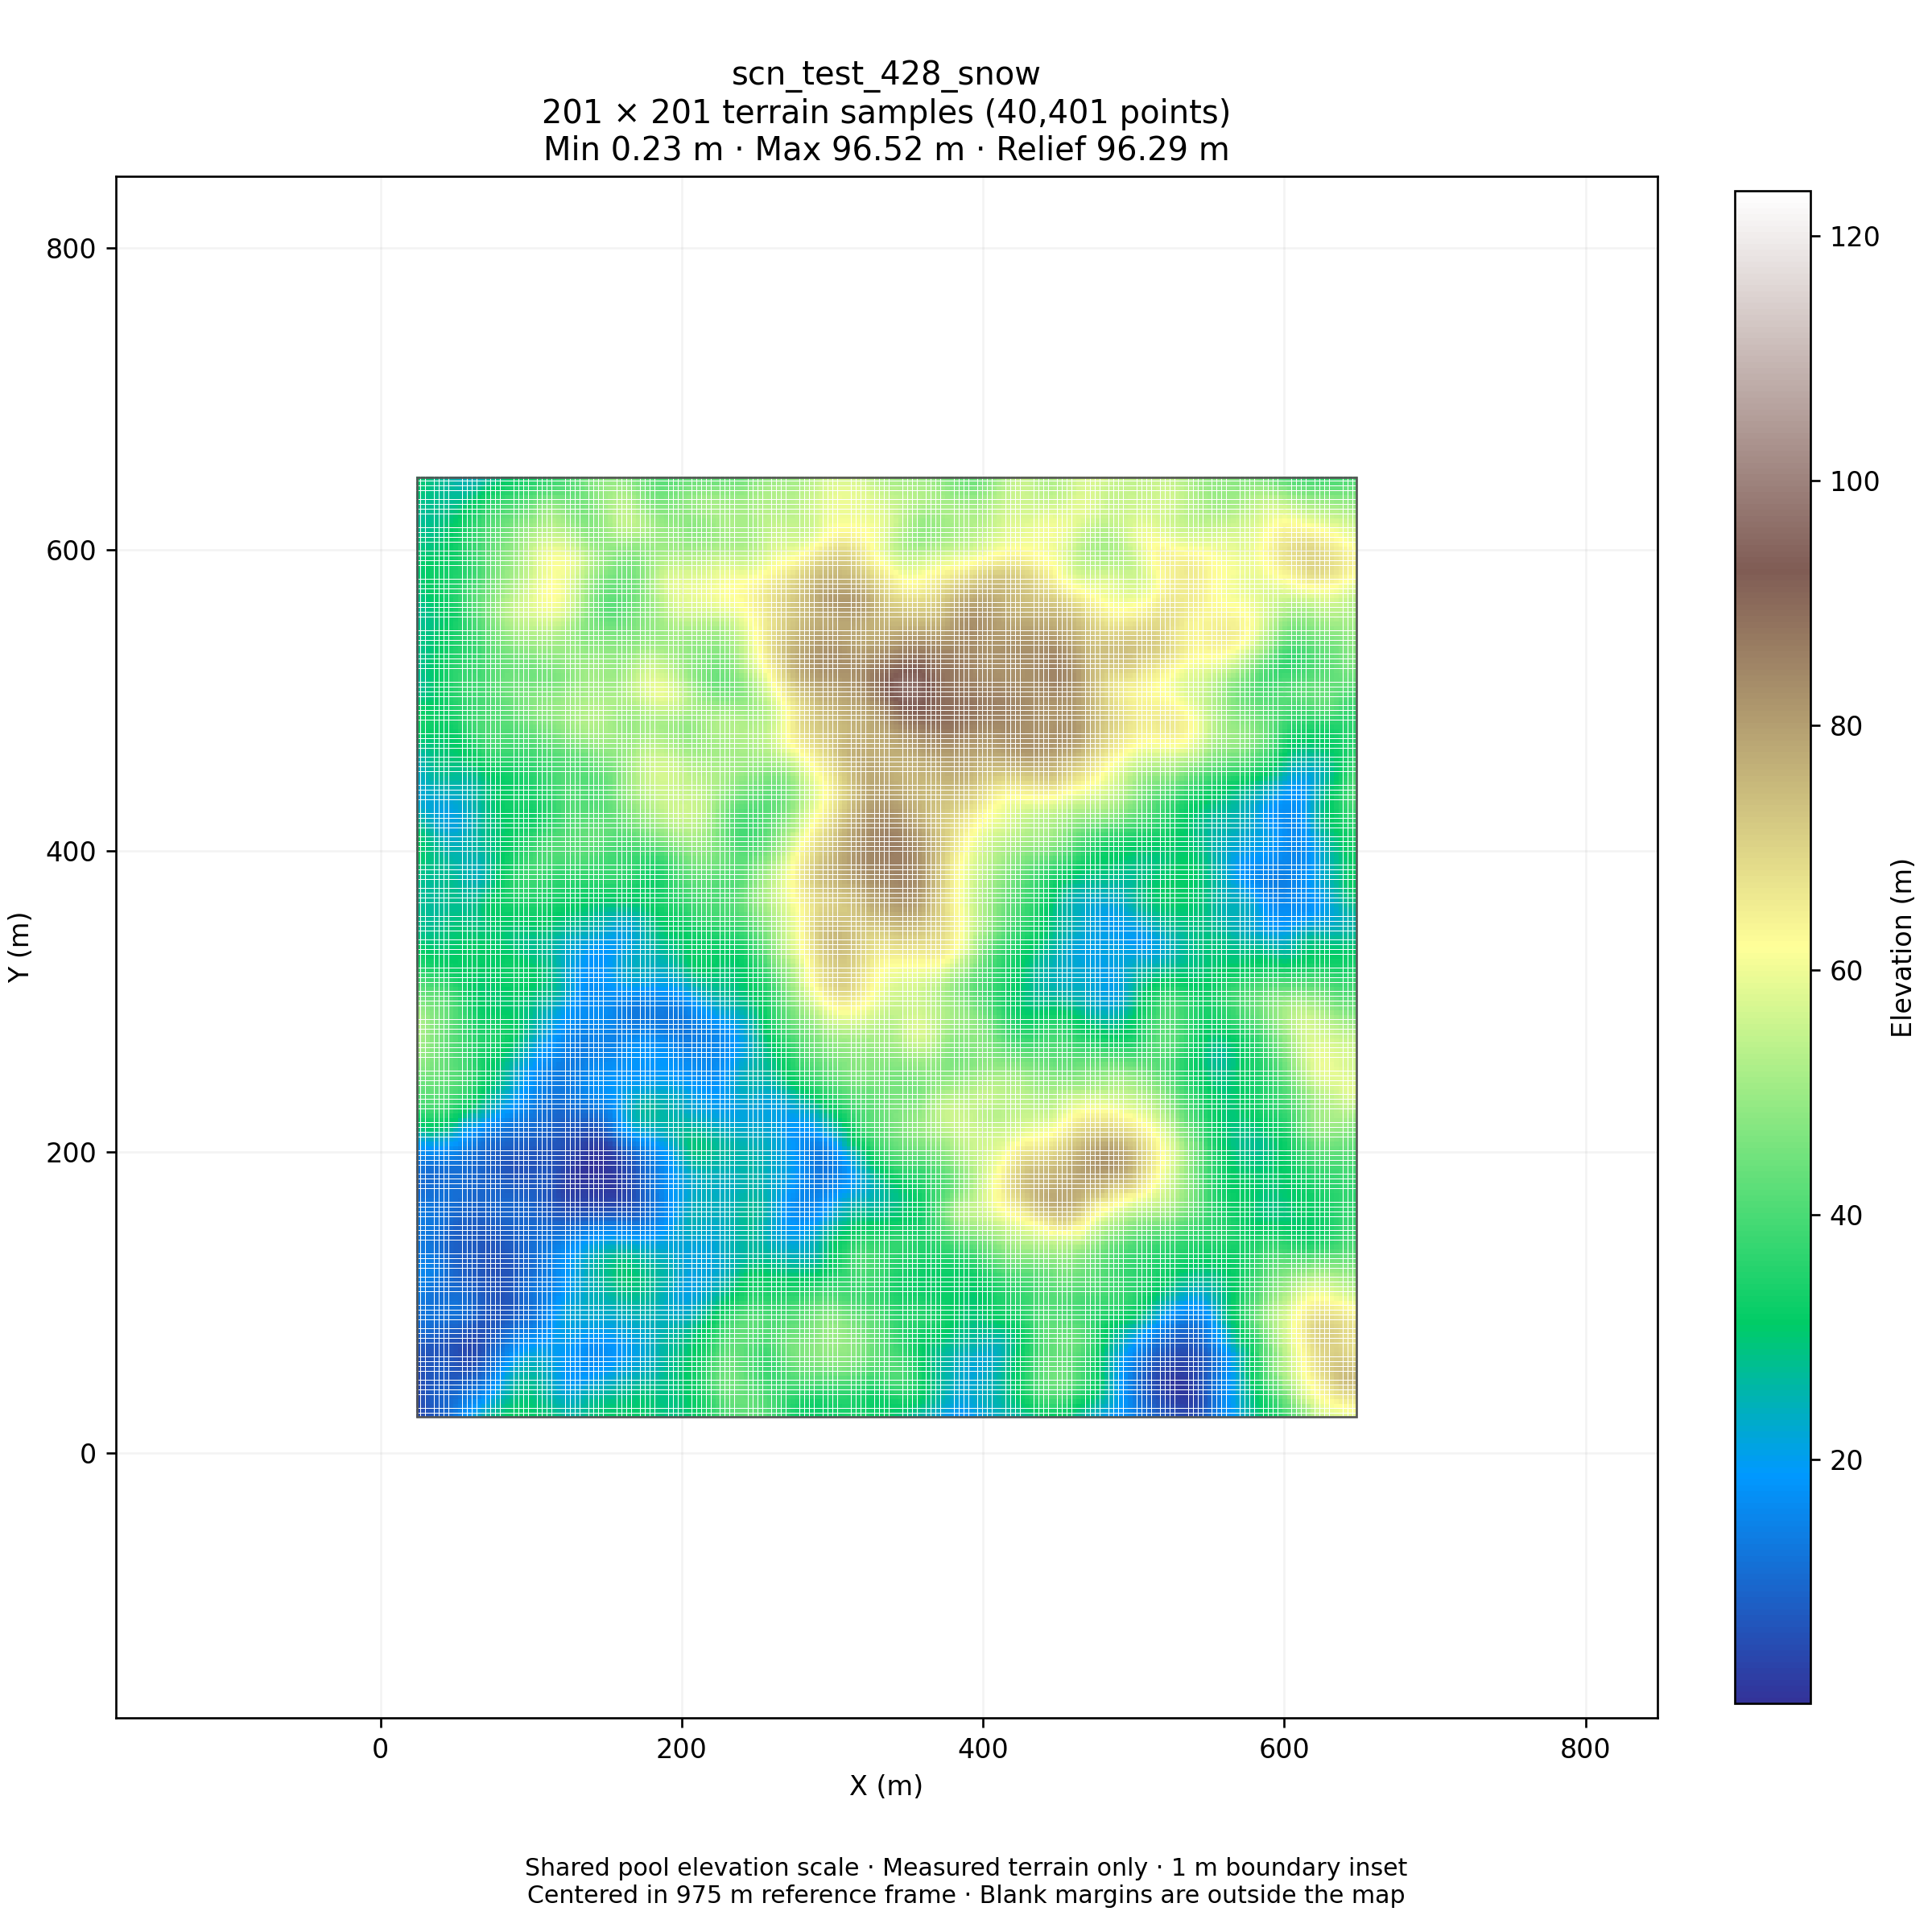 scn_test_428_snow
201 × 201 terrain samples (40,401 points)
Min 0.23 m · Max 96.52 m · Relief 96.29 m
800
600
400
200
0
Y (m)
0
200
400
600
800
X (m)
120
100
80
60
40
20
Elevation (m)
Shared pool elevation scale · Measured terrain only · 1 m boundary inset
Centered in 975 m reference frame · Blank margins are outside the map